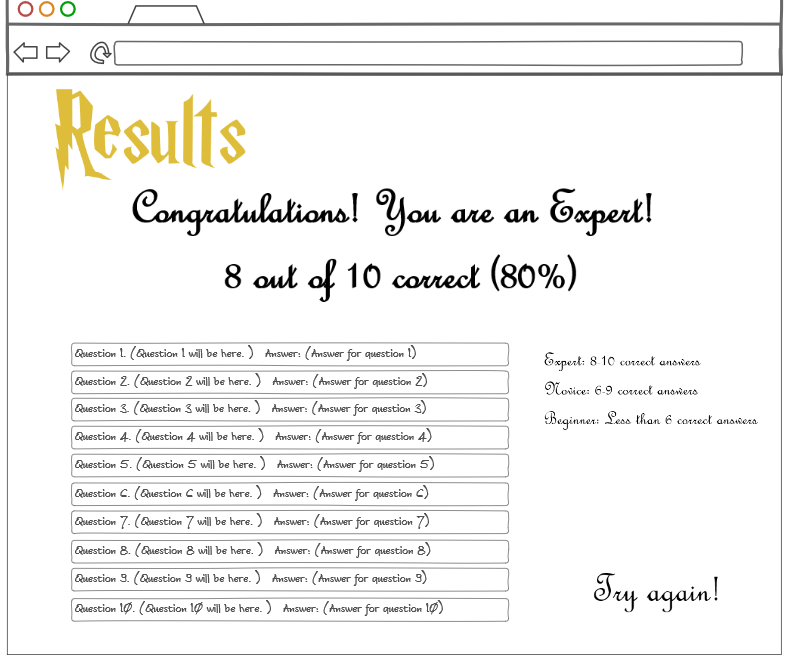 Results
Congratulations! You are an Expert!
8 out of 10 correct (80%)
Question 1. (Question 1 will be here. ) Answer: (Answer for question 1)
Question 2. (Question 2 will be here. ) Answer: (Answer for question 2)
Question 3. (Question 3 will be here. ) Answer: (Answer for question 3)
Question 4. (Question 4 will be here. ) Answer: (Answer for question 4)
Question 5. (Question 5 will be here. ) Answer: (Answer for question 5)
Question 6. (Question 6 will be here. ) Answer: (Answer for question 6)
Question 7. (Question 7 will be here. ) Answer: (Answer for question 7)
Question 8. (Question 8 will be here. ) Answer: (Answer for question 8)
Question 9. (Question 9 will be here. ) Answer: (Answer for question 9)
Question 10. (Question 10 will be here. ) Answer: (Answer for question 10)
Expert: 8-10 correct answers
Novice: 6-9 correct answers
Beginner: Less than 6 correct answers
Try again!